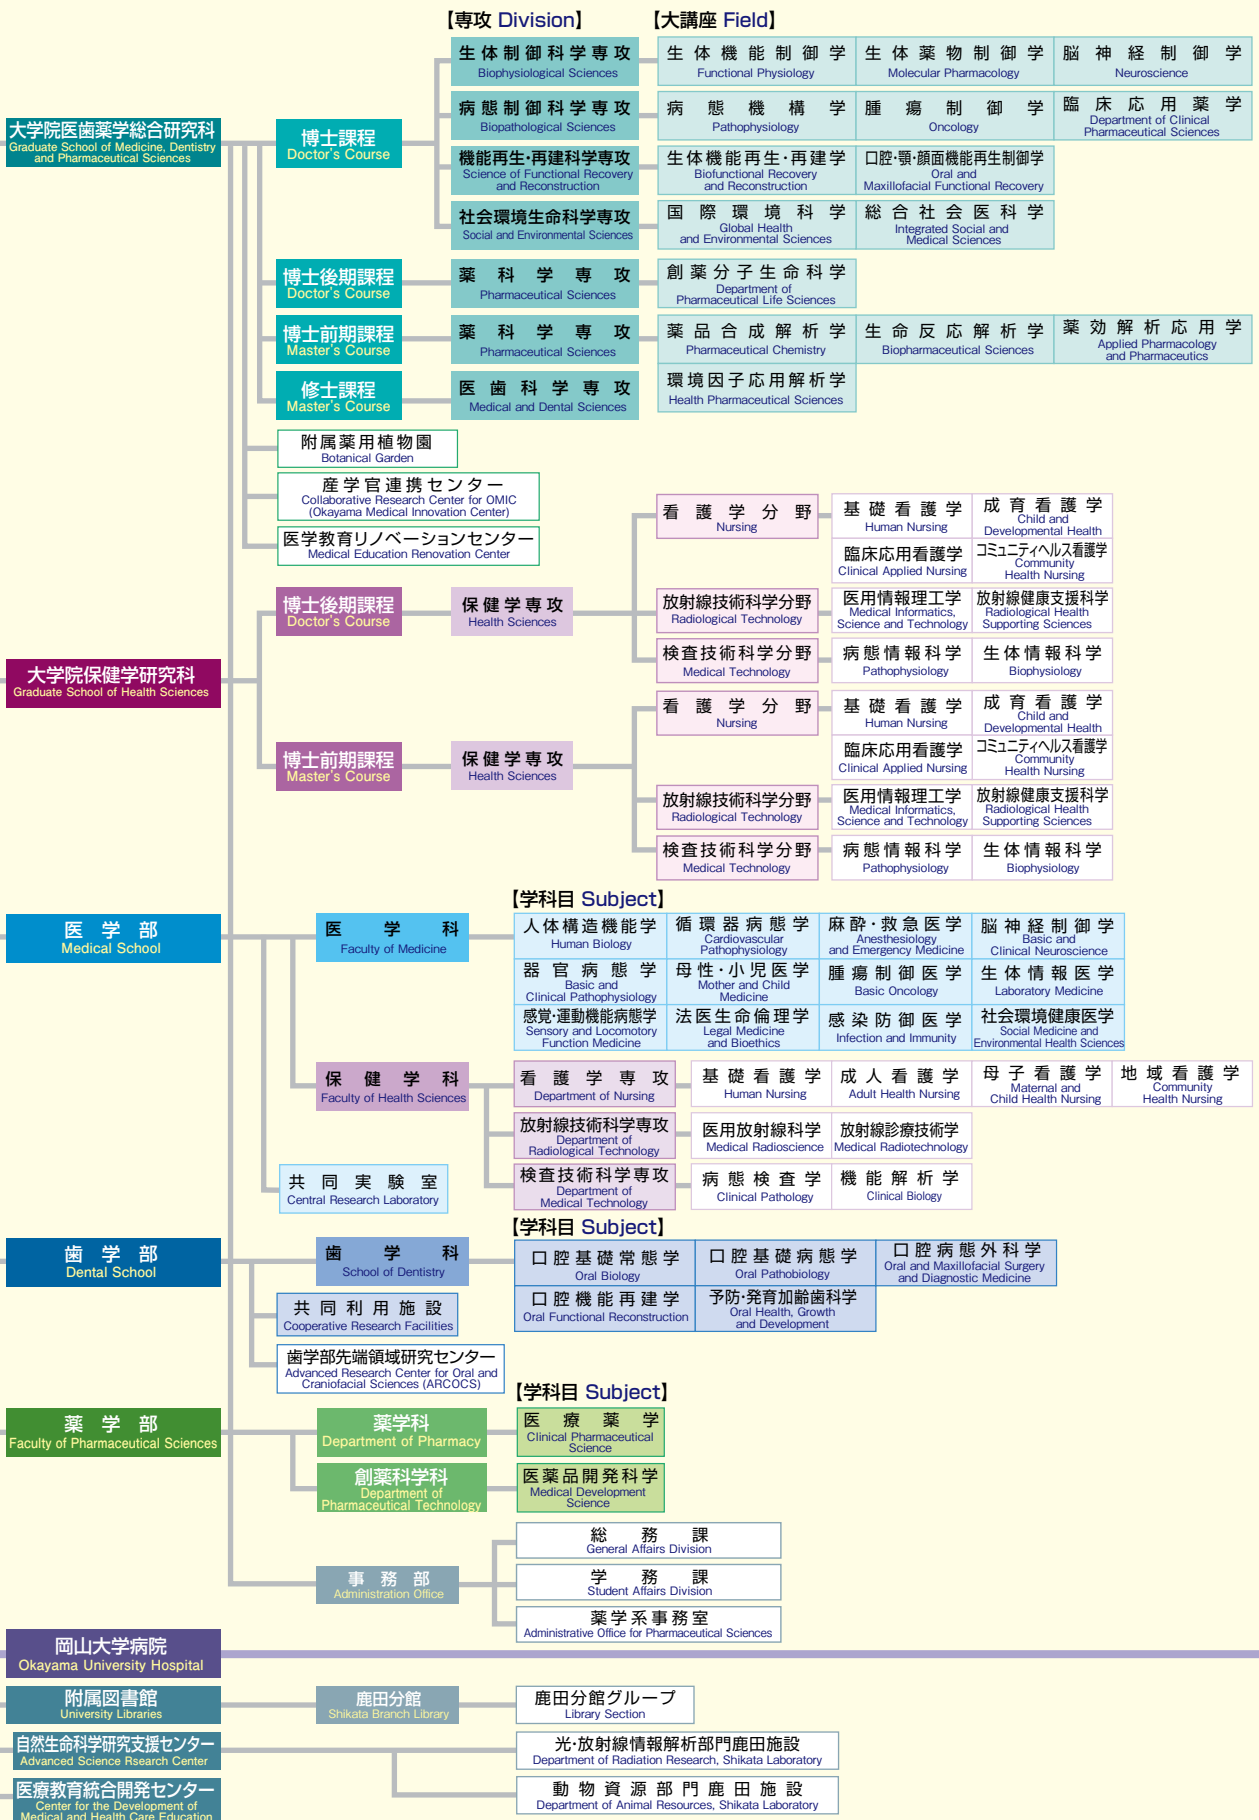 【専攻 Division】
【大講座 Field】
大学院医歯薬学総合研究科
Graduate School of Medicine, Dentistry
and Pharmaceutical Sciences
博士課程
Doctor's Course
生体制御科学専攻
Biophysiological Sciences
生体機能制御学
Functional Physiology
生体薬物制御学
Molecular Pharmacology
脳神経制御学
Neuroscience
病態制御科学専攻
Biopathological Sciences
病態機構学
Pathophysiology
腫瘍制御学
Oncology
臨床応用薬学
Department of Clinical
Pharmaceutical Sciences
機能再生・再建科学専攻
Science of Functional Recovery
and Reconstruction
生体機能再生・再建学
Biofunctional Recovery
and Reconstruction
口腔・顎・顔面機能再生制御学
Oral and
Maxillofacial Functional Recovery
社会環境生命科学専攻
Social and Environmental Sciences
国際環境科学
Global Health
and Environmental Sciences
総合社会医科学
Integrated Social and
Medical Sciences
博士後期課程
Doctor's Course
薬科学専攻
Pharmaceutical Sciences
創薬分子生命科学
Department of
Pharmaceutical Life Sciences
博士前期課程
Master's Course
薬科学専攻
Pharmaceutical Sciences
薬品合成解析学
Pharmaceutical Chemistry
生命反応解析学
Biopharmaceutical Sciences
薬効解析応用学
Applied Pharmacology
and Pharmaceutics
環境因子応用解析学
Health Pharmaceutical Sciences
修士課程
Master's Course
医歯科学専攻
Medical and Dental Sciences
附属薬用植物園
Botanical Garden
産学官連携センター
Collaborative Research Center for OMIC
(Okayama Medical Innovation Center)
医学教育リノベーションセンター
Medical Education Renovation Center
大学院保健学研究科
Graduate School of Health Sciences
博士後期課程
Doctor's Course
保健学専攻
Health Sciences
看護学分野
Nursing
基礎看護学
Human Nursing
成育看護学
Child and
Developmental Health
臨床応用看護学
Clinical Applied Nursing
コミュニティヘルス看護学
Community
Health Nursing
放射線技術科学分野
Radiological Technology
医用情報理工学
Medical Informatics,
Science and Technology
放射線健康支援科学
Radiological Health
Supporting Sciences
検査技術科学分野
Medical Technology
病態情報科学
Pathophysiology
生体情報科学
Biophysiology
博士前期課程
Master's Course
保健学専攻
Health Sciences
看護学分野
Nursing
基礎看護学
Human Nursing
成育看護学
Child and
Developmental Health
臨床応用看護学
Clinical Applied Nursing
コミュニティヘルス看護学
Community
Health Nursing
放射線技術科学分野
Radiological Technology
医用情報理工学
Medical Informatics,
Science and Technology
放射線健康支援科学
Radiological Health
Supporting Sciences
検査技術科学分野
Medical Technology
病態情報科学
Pathophysiology
生体情報科学
Biophysiology
【学科目 Subject】
医学部
Medical School
医学科
Faculty of Medicine
人体構造機能学
Human Biology
循環器病態学
Cardiovascular
Pathophysiology
麻酔・救急医学
Anesthesiology
and Emergency Medicine
脳神経制御学
Basic and
Clinical Neuroscience
器官病態学
Basic and
Clinical Pathophysiology
母性・小児医学
Mother and Child
Medicine
腫瘍制御医学
Basic Oncology
生体情報医学
Laboratory Medicine
感覚・運動機能病態学
Sensory and Locomotory
Function Medicine
法医生命倫理学
Legal Medicine
and Bioethics
感染防御医学
Infection and Immunity
社会環境健康医学
Social Medicine and
Environmental Health Sciences
保健学科
Faculty of Health Sciences
看護学専攻
Department of Nursing
基礎看護学
Human Nursing
成人看護学
Adult Health Nursing
母子看護学
Maternal and
Child Health Nursing
地域看護学
Community
Health Nursing
放射線技術科学専攻
Department of
Radiological Technology
医用放射線科学
Medical Radioscience
放射線診療技術学
Medical Radiotechnology
検査技術科学専攻
Department of
Medical Technology
病態検査学
Clinical Pathology
機能解析学
Clinical Biology
共同実験室
Central Research Laboratory
【学科目 Subject】
歯学部
Dental School
歯学科
School of Dentistry
口腔基礎常態学
Oral Biology
口腔基礎病態学
Oral Pathobiology
口腔病態外科学
Oral and Maxillofacial Surgery
and Diagnostic Medicine
口腔機能再建学
Oral Functional Reconstruction
予防・発育加齢歯科学
Oral Health, Growth
and Development
共同利用施設
Cooperative Research Facilities
歯学部先端領域研究センター
Advanced Research Center for Oral and
Craniofacial Sciences (ARCOCS)
【学科目 Subject】
薬学部
Faculty of Pharmaceutical Sciences
薬学科
Department of Pharmacy
医療薬学
Clinical Pharmaceutical
Science
創薬科学科
Department of
Pharmaceutical Technology
医薬品開発科学
Medical Development
Science
事務部
Administration Office
総務課
General Affairs Division
学務課
Student Affairs Division
薬学系事務室
Administrative Office for Pharmaceutical Sciences
岡山大学病院
Okayama University Hospital
附属図書館
University Libraries
鹿田分館
Shikata Branch Library
鹿田分館グループ
Library Section
自然生命科学研究支援センター
Advanced Science Rsearch Center
光・放射線情報解析部門鹿田施設
Department of Radiation Research, Shikata Laboratory
動物資源部門鹿田施設
Department of Animal Resources, Shikata Laboratory
医療教育統合開発センター
Center for the Development of
Medical and Health Care Education